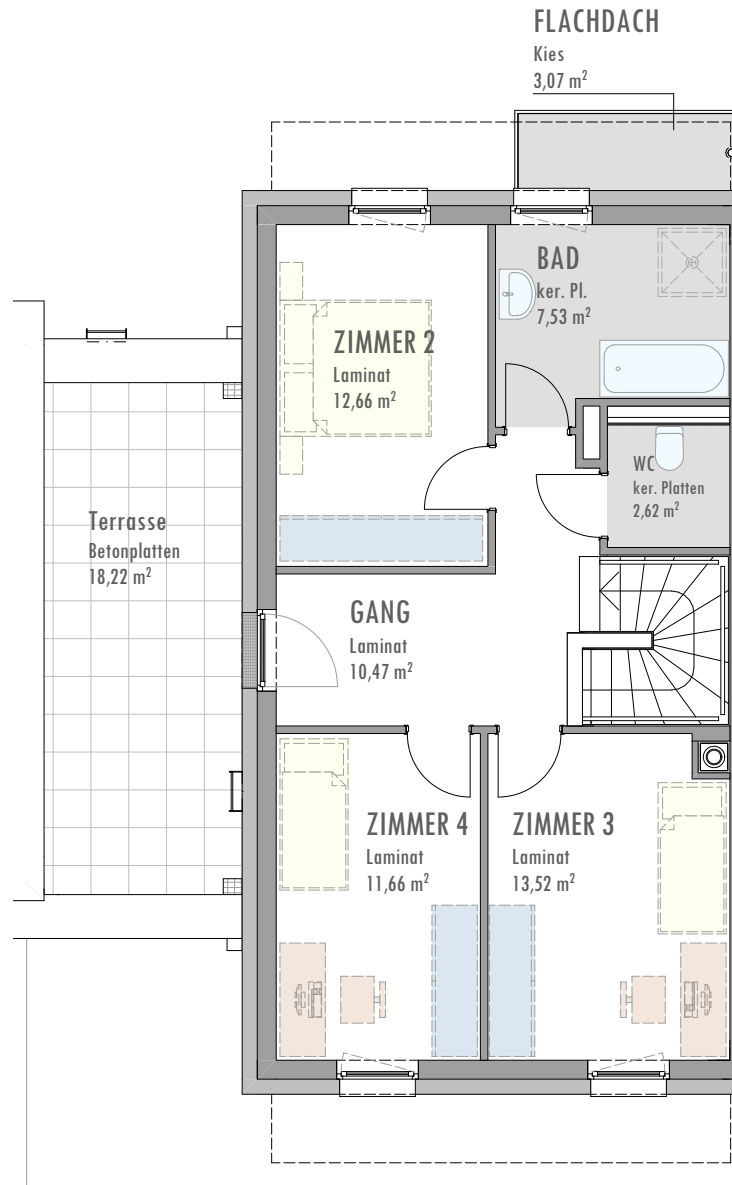 FLACHDACH
Kies
3,07 m²
BAD
ker. Pl.
7,53 m²
ZIMMER 2
Laminat
12,66 m²
WC
ker. Platten
2,62 m²
Terrasse
Betonplatten
18,22 m²
GANG
Laminat
10,47 m²
ZIMMER 4
Laminat
11,66 m²
ZIMMER 3
Laminat
13,52 m²